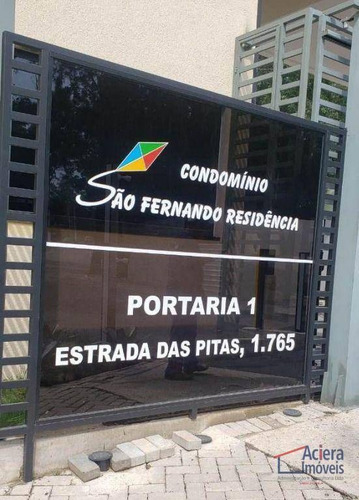 CONDOMÍNIO
SÃO FERNANDO RESIDÊNCIA
PORTARIA 1
ESTRADA DAS PITAS, 1.765
Aciera
Imóveis